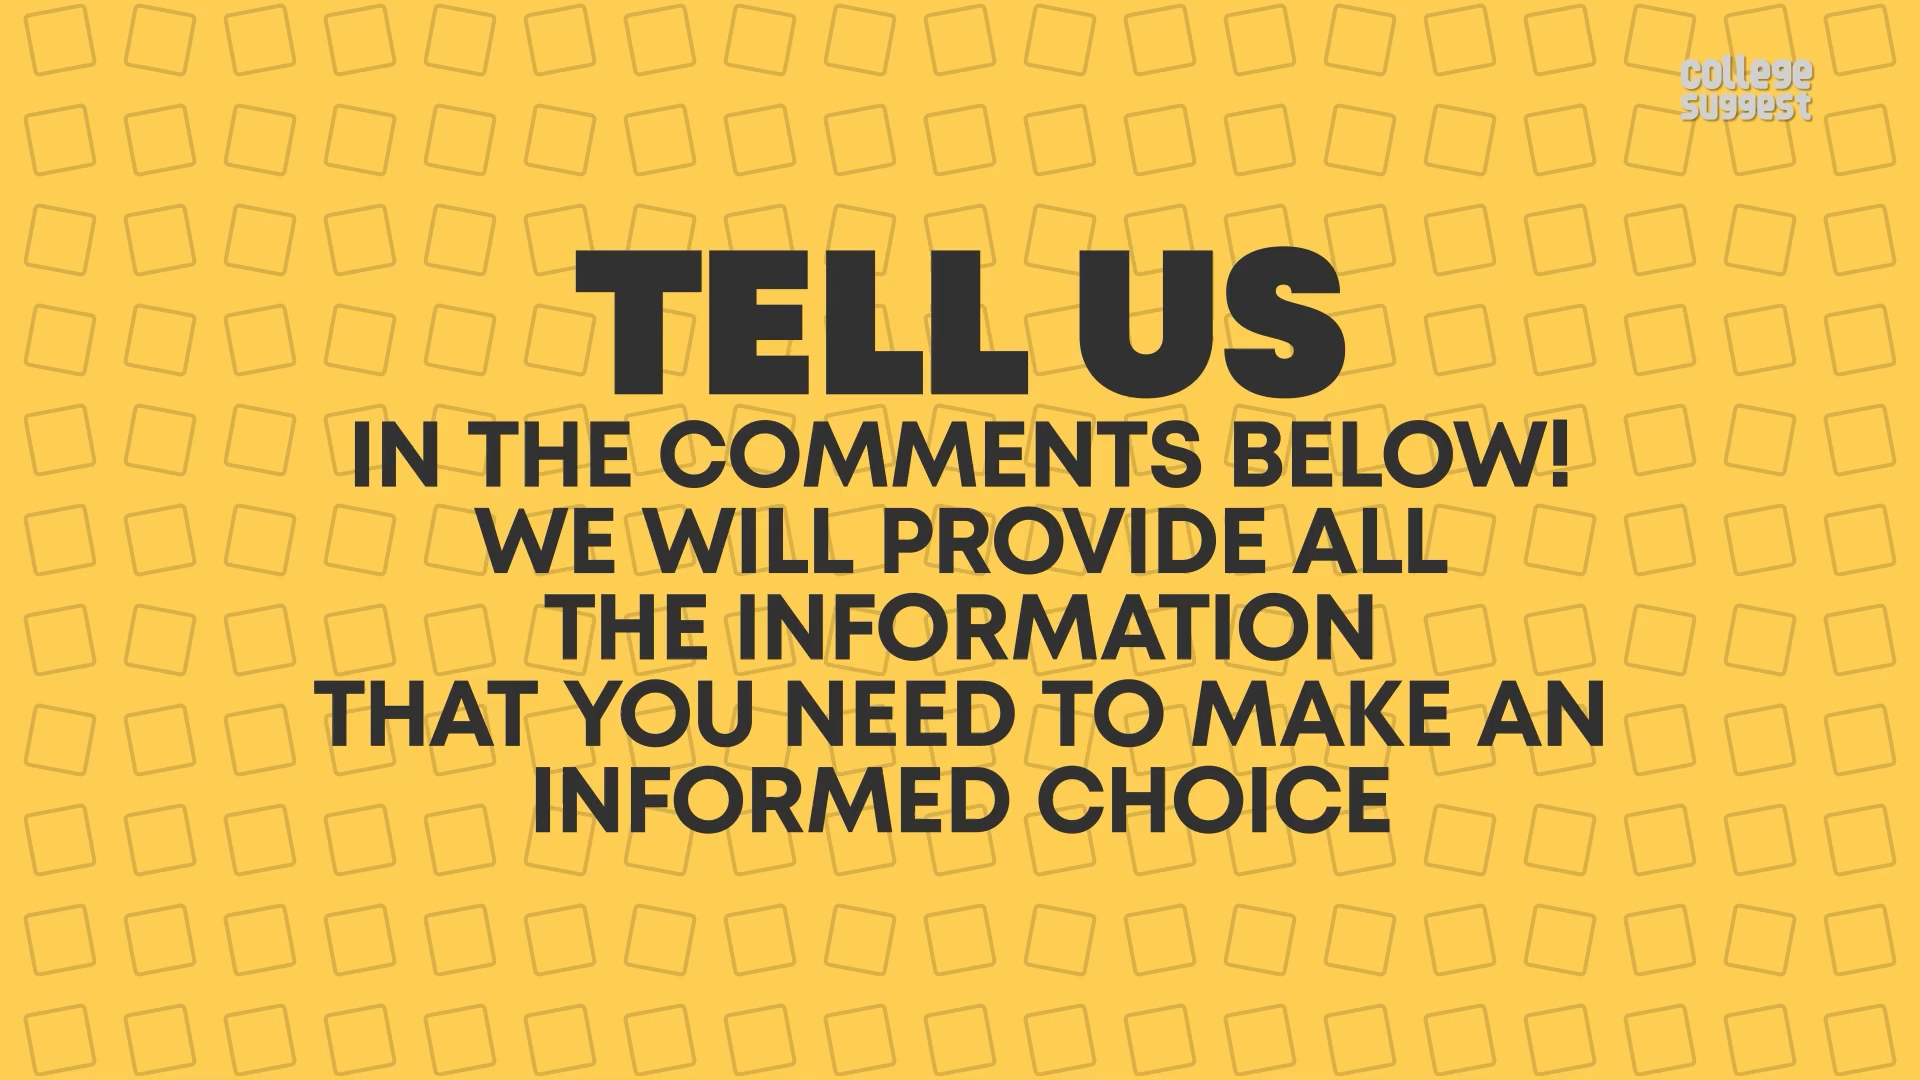 college
suggest
TELL US
IN THE COMMENTS BELOW!
WE WILL PROVIDE ALL
THE INFORMATION
THAT YOU NEED TO MAKE AN
INFORMED CHOICE